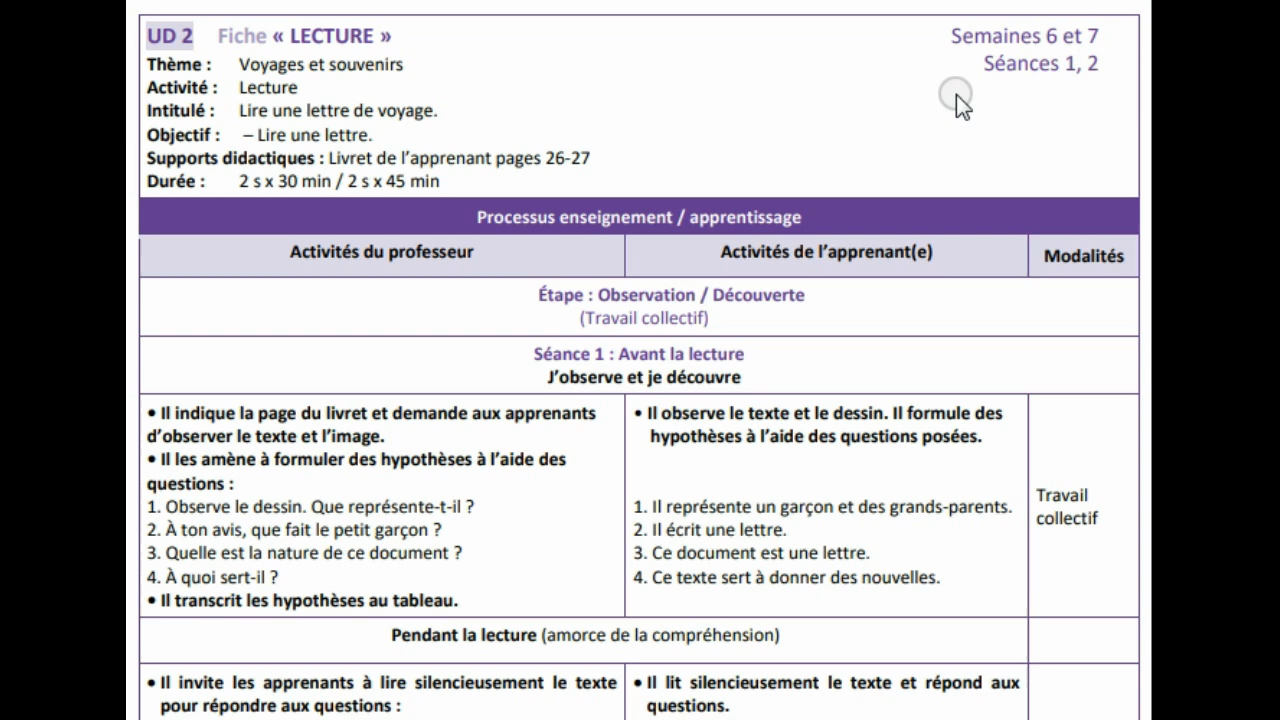 UD 2 Fiche « LECTURE » Semaines 6 et 7
Séances 1, 2
Thème : Voyages et souvenirs
Activité : Lecture
Intitulé : Lire une lettre de voyage.
Objectif : – Lire une lettre.
Supports didactiques : Livret de l’apprenant pages 26-27
Durée : 2 s x 30 min / 2 s x 45 min
Processus enseignement / apprentissage
Activités du professeur Activités de l’apprenant(e) Modalités
Étape : Observation / Découverte
(Travail collectif)
Séance 1 : Avant la lecture
J’observe et je découvre
• Il indique la page du livret et demande aux apprenants
d’observer le texte et l’image.
• Il les amène à formuler des hypothèses à l’aide des
questions :
1. Observe le dessin. Que représente-t-il ?
2. À ton avis, que fait le petit garçon ?
3. Quelle est la nature de ce document ?
4. À quoi sert-il ?
• Il transcrit les hypothèses au tableau.
• Il observe le texte et le dessin. Il formule des
hypothèses à l’aide des questions posées.
1. Il représente un garçon et des grands-parents.
2. Il écrit une lettre.
3. Ce document est une lettre.
4. Ce texte sert à donner des nouvelles.
Travail
collectif
Pendant la lecture (amorce de la compréhension)
• Il invite les apprenants à lire silencieusement le texte
pour répondre aux questions :
• Il lit silencieusement le texte et répond aux
questions.